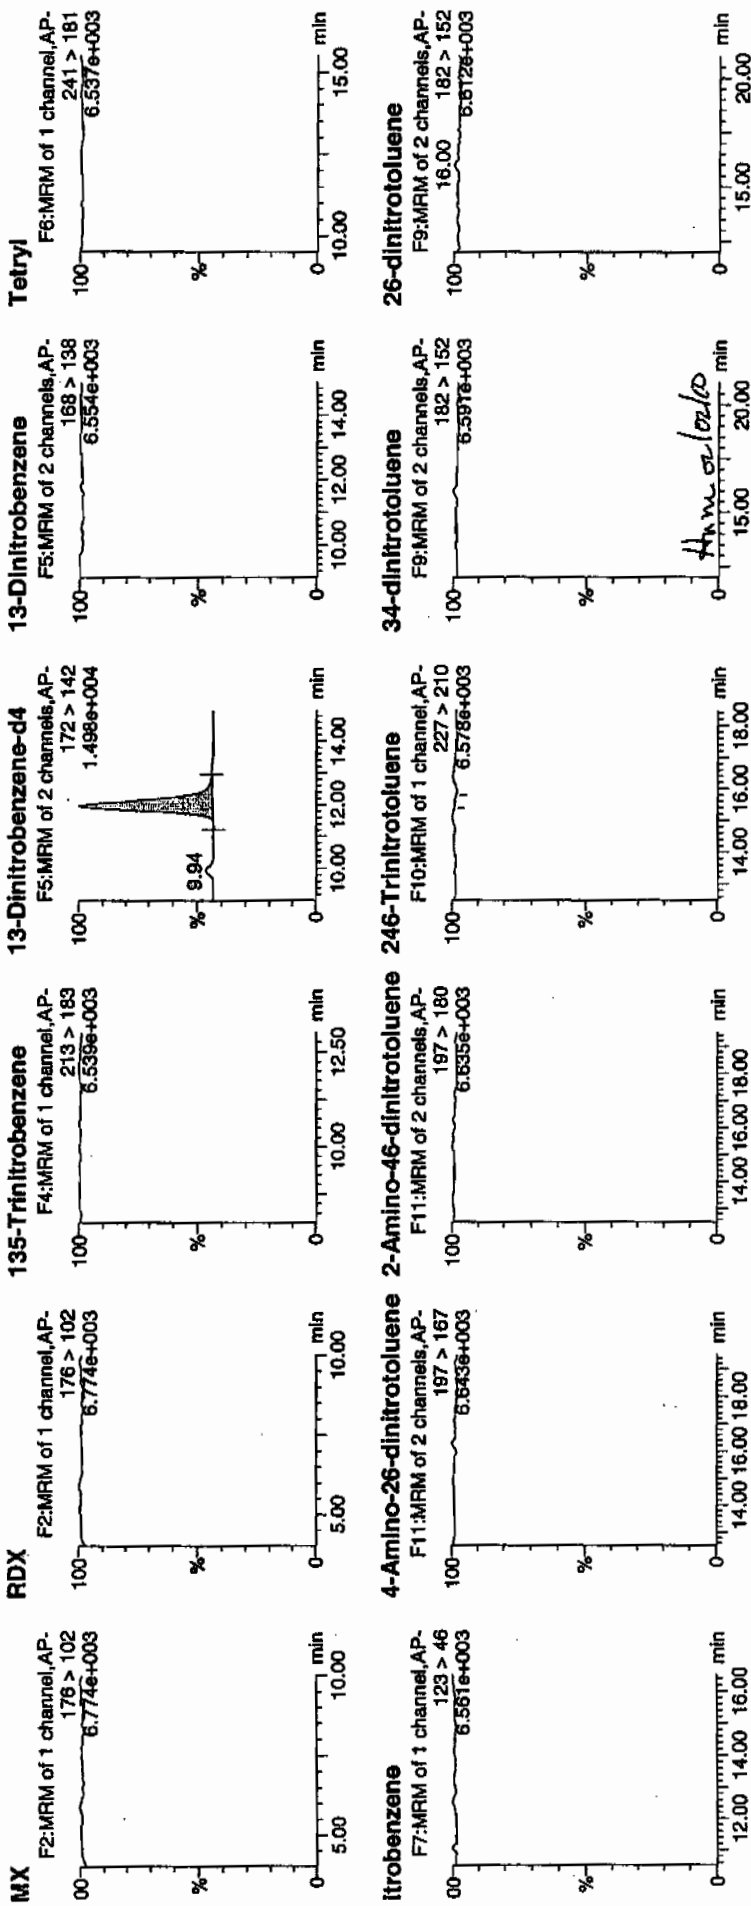 MX
F2:MRM of 1 channel,AP-
176 > 102
6.774e+003
00
%
0
5.00
10.00
min
RDX
F2:MRM of 1 channel,AP-
176 > 102
6.774e+003
100
%
0
5.00
10.00
min
135-Trinitrobenzene
F4:MRM of 1 channel,AP-
213 > 183
6.539e+003
100
%
0
10.00
12.50
min
13-Dinitrobenzene-d4
F5:MRM of 2 channels,AP-
172 > 142
1.498e+004
100
%
9.94
0
10.00
12.00
14.00
min
13-Dinitrobenzene
F5:MRM of 2 channels,AP-
168 > 138
6.554e+003
100
%
0
10.00
12.00
14.00
min
Tetryl
F6:MRM of 1 channel,AP-
241 > 181
6.537e+003
100
%
0
10.00
15.00
min
itrobenzene
F7:MRM of 1 channel,AP-
123 > 46
6.561e+003
00
%
0
12.00
14.00
16.00
min
4-Amino-26-dinitrotoluene
F11:MRM of 2 channels,AP-
197 > 167
6.643e+003
100
%
0
14.00
16.00
18.00
min
2-Amino-46-dinitrotoluene
F11:MRM of 2 channels,AP-
197 > 180
6.635e+003
100
%
0
14.00
16.00
18.00
min
246-Trinitrotoluene
F10:MRM of 1 channel,AP-
227 > 210
6.578e+003
100
%
0
14.00
16.00
18.00
min
34-dinitrotoluene
F9:MRM of 2 channels,AP-
182 > 152
6.591e+003
100
%
0
15.00
20.00
min
26-dinitrotoluene
F9:MRM of 2 channels,AP-
16.00
182 > 152
6.612e+003
100
%
0
15.00
20.00
min